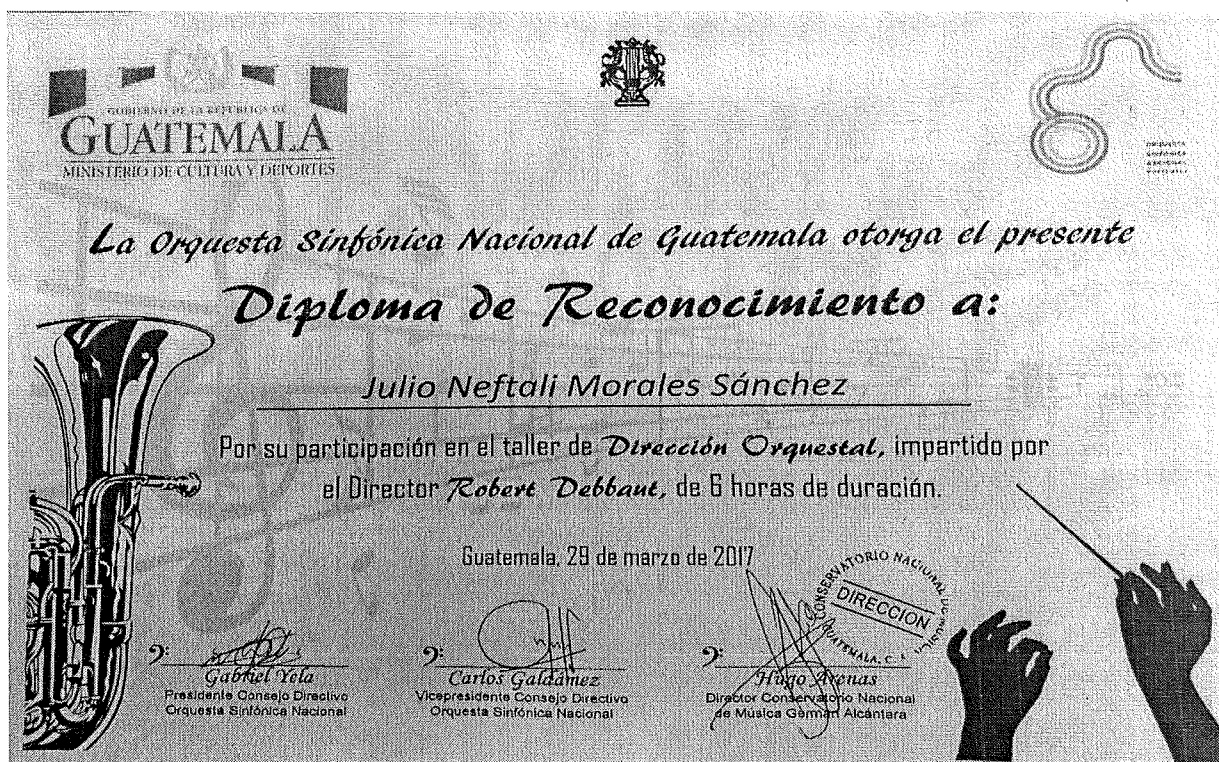 GOBIERNO DE LA REPÚBLICA DE
GUATEMALA
MINISTERIO DE CULTURA Y DEPORTES
ORQUESTA
SINFÓNICA
NACIONAL
La Orquesta Sinfónica Nacional de Guatemala otorga el presente
Diploma de Reconocimiento a:
Julio Neftali Morales Sánchez
Por su participación en el taller de Dirección Orquestal, impartido por
el Director Robert Debbaut, de 6 horas de duración.
Guatemala, 29 de marzo de 2017
CONSERVATORIO NACIONAL
DIRECCION
GUATEMALA, C.
Gabriel Yela
Presidente Consejo Directivo
Orquesta Sinfónica Nacional
Carlos Galdámez
Vicepresidente Consejo Directivo
Orquesta Sinfónica Nacional
Hugo Arenas
Director Conservatorio Nacional
de Música Germán Alcántara